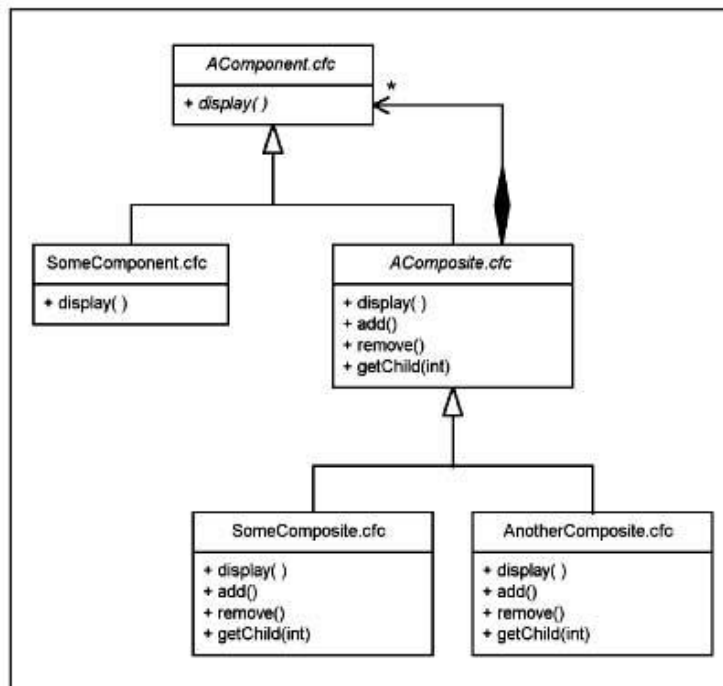 AComponent.cfc
+ display( )
*
SomeComponent.cfc
+ display( )
AComposite.cfc
+ display( )
+ add()
+ remove()
+ getChild(int)
SomeComposite.cfc
+ display( )
+ add()
+ remove()
+ getChild(int)
AnotherComposite.cfc
+ display( )
+ add()
+ remove()
+ getChild(int)